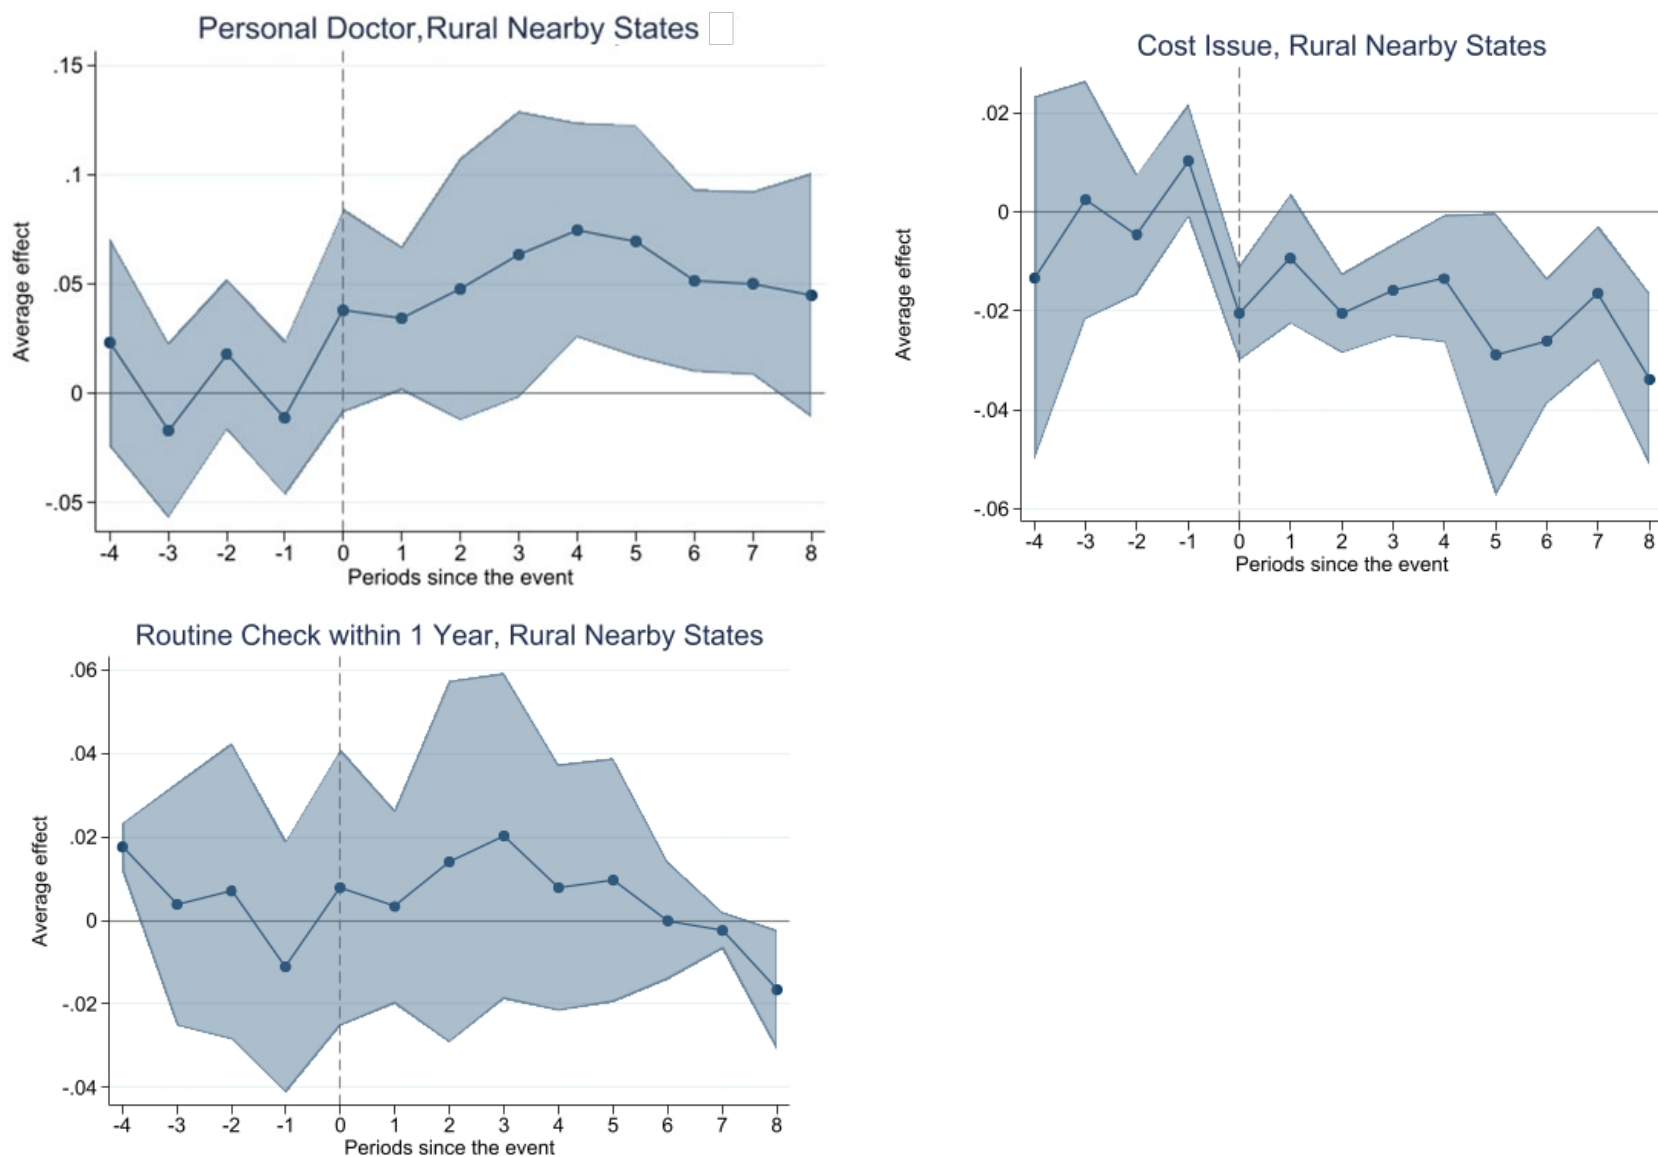 Personal Doctor,Rural Nearby States
.15
.1
.05
0
-.05
Average effect
-4 -3 -2 -1 0 1 2 3 4 5 6 7 8
Periods since the event
Cost Issue, Rural Nearby States
.02
0
-.02
-.04
-.06
Average effect
-4 -3 -2 -1 0 1 2 3 4 5 6 7 8
Periods since the event
Routine Check within 1 Year, Rural Nearby States
.06
.04
.02
0
-.02
-.04
Average effect
-4 -3 -2 -1 0 1 2 3 4 5 6 7 8
Periods since the event